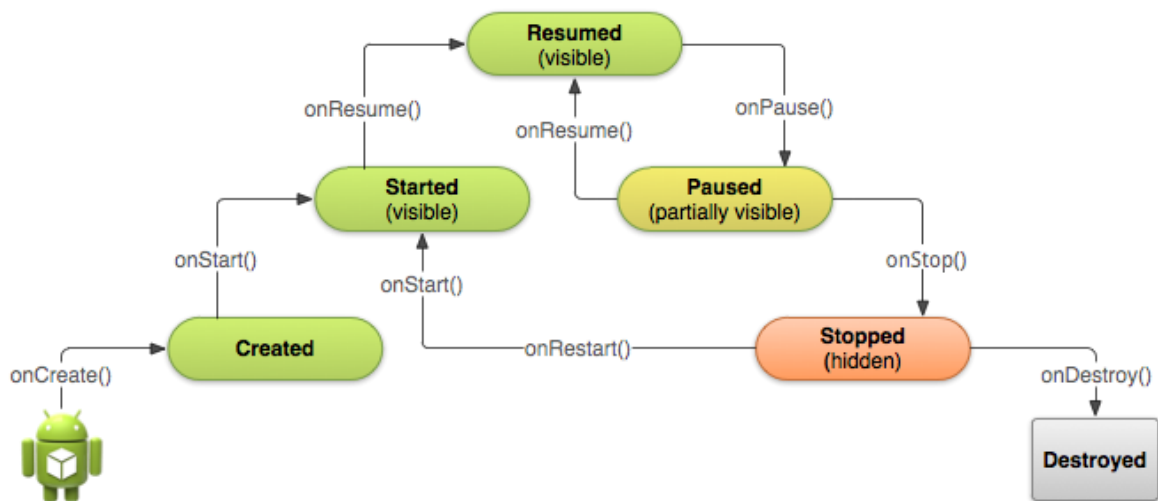 Resumed
(visible)
onResume()
onResume()
onPause()
Started
(visible)
Paused
(partially visible)
onStart()
onStart()
onStop()
Created
onRestart()
Stopped
(hidden)
onCreate()
onDestroy()
Destroyed